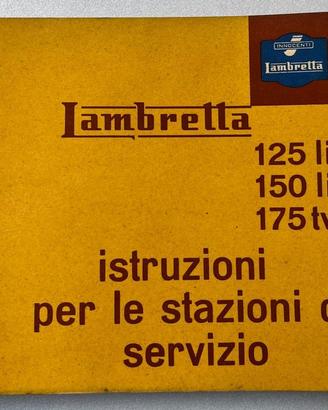 INNOCENTI
Lambretta
Lambretta
125 li
150 li
175 tv
istruzioni
per le stazioni d
servizio